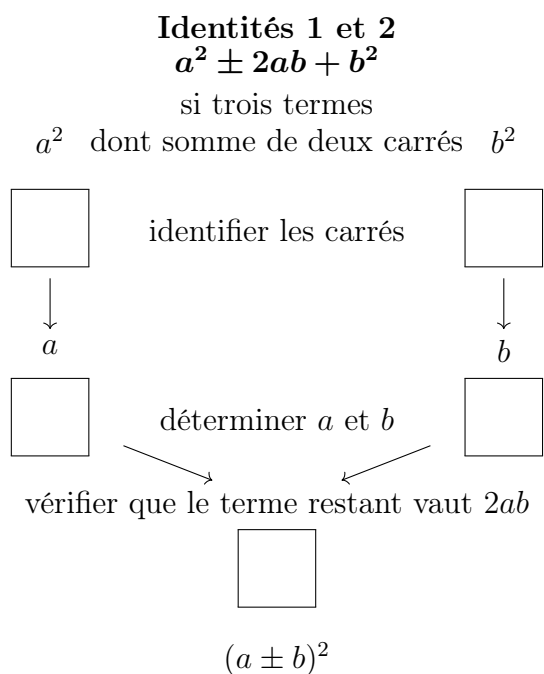 Identités 1 et 2
a² ± 2ab + b²
si trois termes
a² dont somme de deux carrés b²
identifier les carrés
a
b
déterminer a et b
vérifier que le terme restant vaut 2ab
(a ± b)²